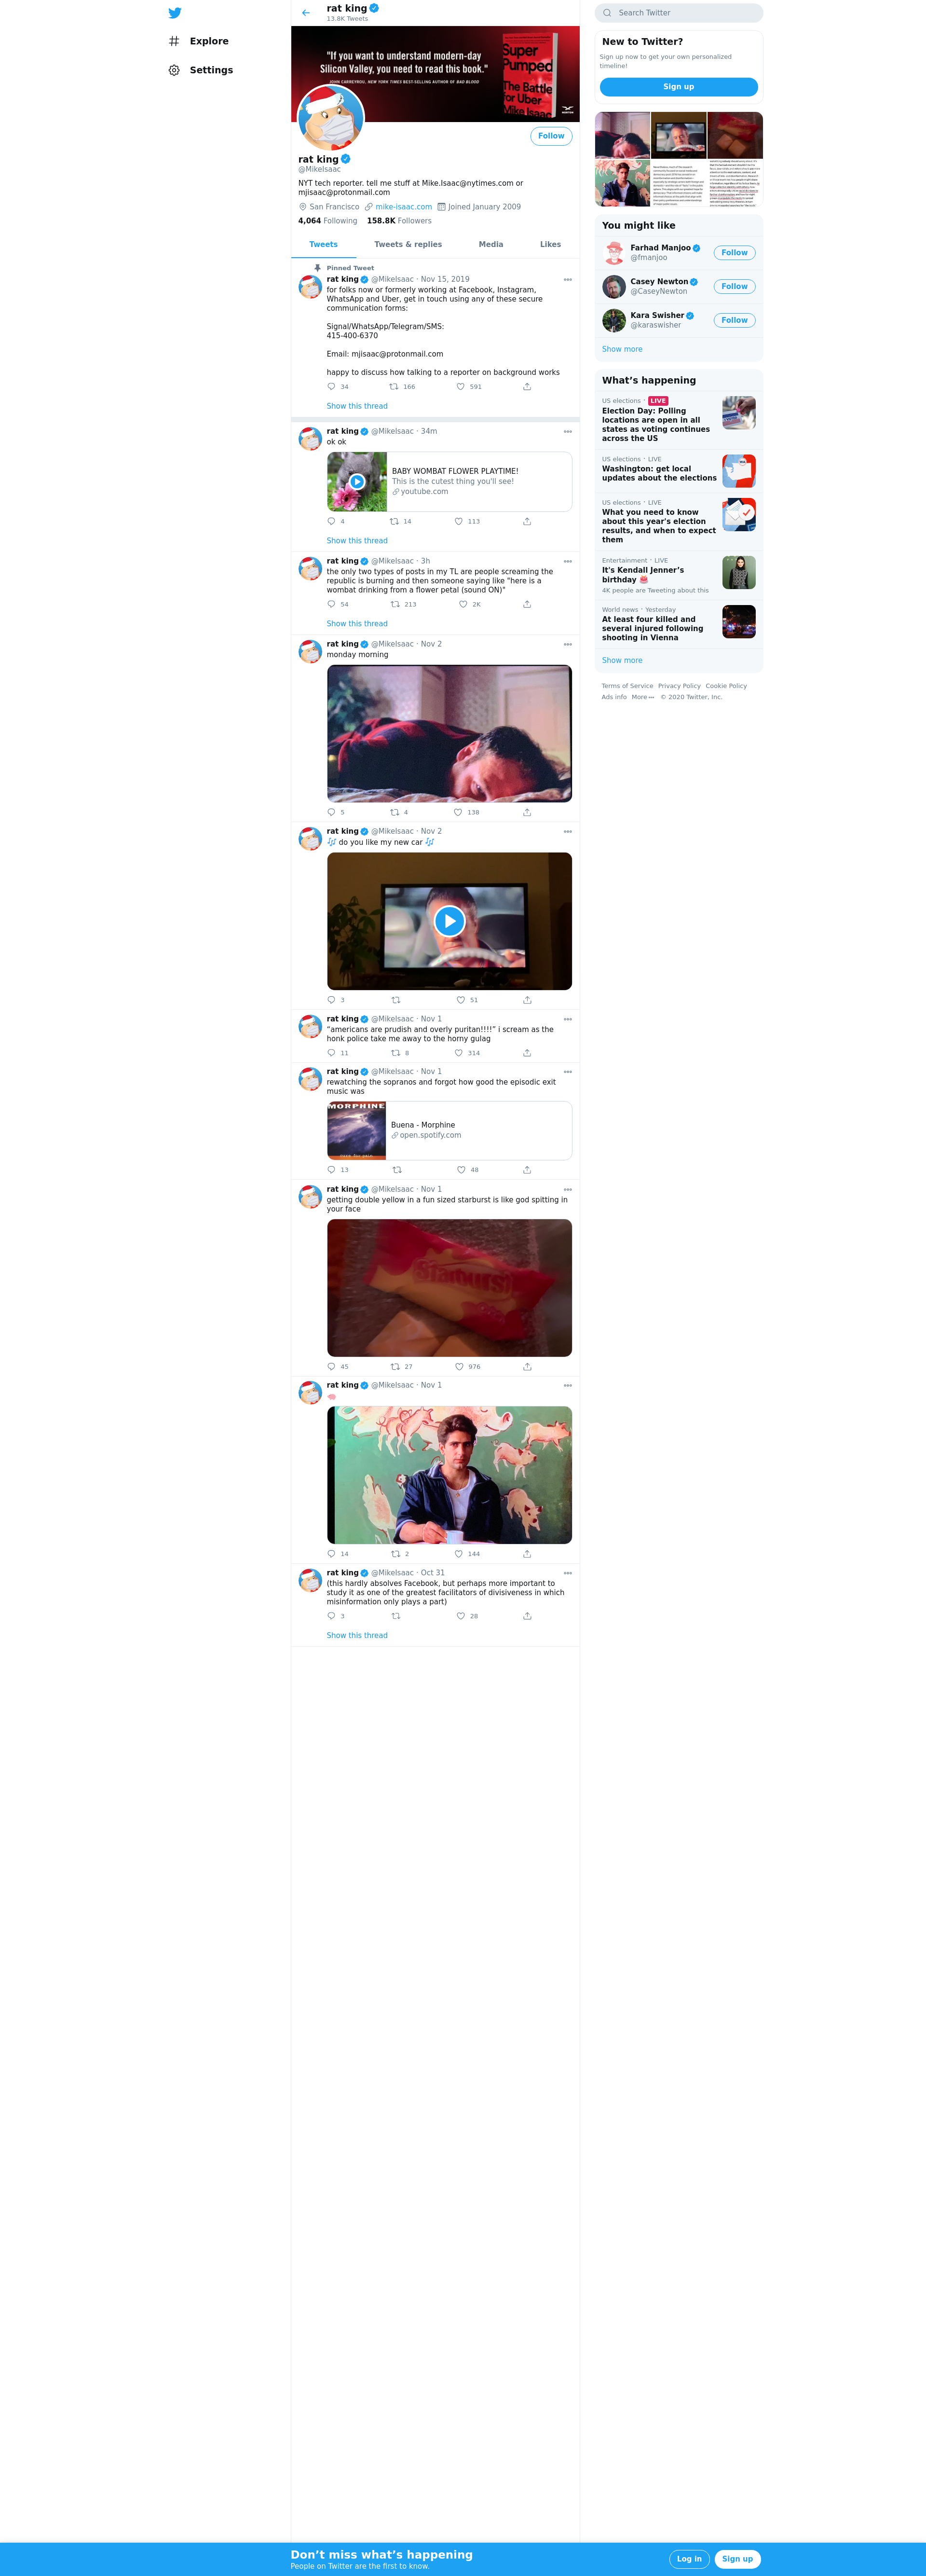 Explore
Settings
rat king
13.8K Tweets
"If you want to understand modern-day
Silicon Valley, you need to read this book."
JOHN CARREYROU, NEW YORK TIMES BEST-SELLING AUTHOR OF BAD BLOOD
Super
Pumped
The Battle
for Uber
Mike Isaac
NORTON
Follow
rat king
@MikeIsaac
NYT tech reporter. tell me stuff at Mike.Isaac@nytimes.com or
mjisaac@protonmail.com
San Francisco mike-isaac.com Joined January 2009
4,064 Following 158.8K Followers
Tweets Tweets & replies Media Likes
Pinned Tweet
rat king @MikeIsaac · Nov 15, 2019
for folks now or formerly working at Facebook, Instagram,
WhatsApp and Uber, get in touch using any of these secure
communication forms:
Signal/WhatsApp/Telegram/SMS:
415-400-6370
Email: mjisaac@protonmail.com
happy to discuss how talking to a reporter on background works
34 166 591
Show this thread
rat king @MikeIsaac · 34m
ok ok
BABY WOMBAT FLOWER PLAYTIME!
This is the cutest thing you'll see!
youtube.com
4 14 113
Show this thread
rat king @MikeIsaac · 3h
the only two types of posts in my TL are people screaming the
republic is burning and then someone saying like "here is a
wombat drinking from a flower petal (sound ON)"
54 213 2K
Show this thread
rat king @MikeIsaac · Nov 2
monday morning
5 4 138
rat king @MikeIsaac · Nov 2
🎶 do you like my new car 🎶
3 51
rat king @MikeIsaac · Nov 1
“americans are prudish and overly puritan!!!!” i scream as the
honk police take me away to the horny gulag
11 8 314
rat king @MikeIsaac · Nov 1
rewatching the sopranos and forgot how good the episodic exit
music was
MORPHINE
cure for pain
Buena - Morphine
open.spotify.com
13 48
rat king @MikeIsaac · Nov 1
getting double yellow in a fun sized starburst is like god spitting in
your face
Starburst
45 27 976
rat king @MikeIsaac · Nov 1
14 2 144
rat king @MikeIsaac · Oct 31
(this hardly absolves Facebook, but perhaps more important to
study it as one of the greatest facilitators of divisiveness in which
misinformation only plays a part)
3 28
Show this thread
Search Twitter
New to Twitter?
Sign up now to get your own personalized
timeline!
Sign up
You might like
Farhad Manjoo
@fmanjoo
Follow
Casey Newton
@CaseyNewton
Follow
Kara Swisher
@karaswisher
Follow
Show more
What’s happening
US elections · LIVE
Election Day: Polling
locations are open in all
states as voting continues
across the US
US elections · LIVE
Washington: get local
updates about the elections
US elections · LIVE
What you need to know
about this year's election
results, and when to expect
them
Entertainment · LIVE
It's Kendall Jenner’s
birthday 🎂
4K people are Tweeting about this
World news · Yesterday
At least four killed and
several injured following
shooting in Vienna
Show more
Terms of Service Privacy Policy Cookie Policy
Ads info More © 2020 Twitter, Inc.
Don’t miss what’s happening
People on Twitter are the first to know.
Log in
Sign up